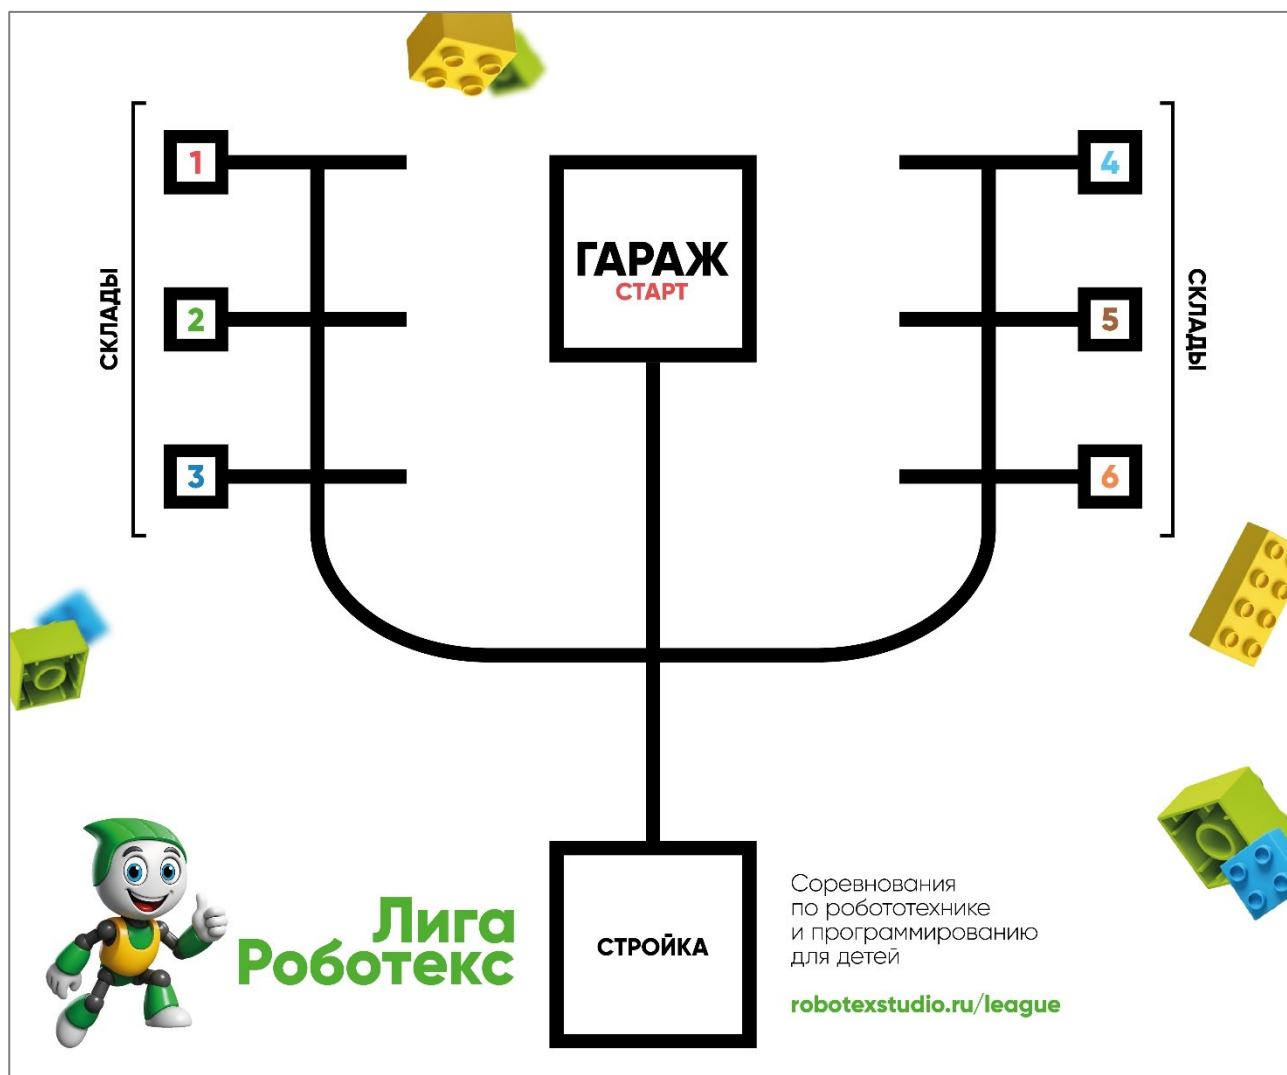 СКЛАДЫ
1
2
3
ГАРАЖ
СТАРТ
4
5
6
СКЛАДЫ
Лига
Роботекс
СТРОЙКА
Соревнования
по робототехнике
и программированию
для детей
robotexstudio.ru/league